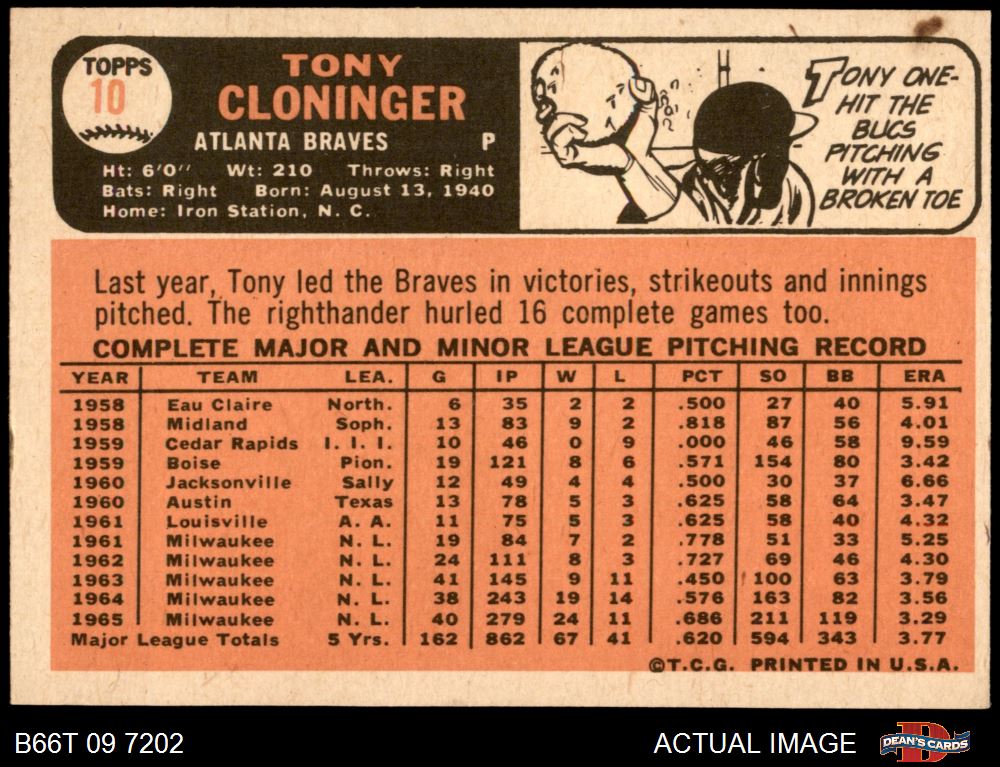 TOPPS
10
TONY
CLONINGER
ATLANTA BRAVES P
Ht: 6'0" Wt: 210 Throws: Right
Bats: Right Born: August 13, 1940
Home: Iron Station, N. C.
TONY ONE-
HIT THE
BUCS
PITCHING
WITH A
BROKEN TOE
Last year, Tony led the Braves in victories, strikeouts and innings
pitched. The righthander hurled 16 complete games too.
COMPLETE MAJOR AND MINOR LEAGUE PITCHING RECORD
YEAR TEAM LEA. G IP W L PCT SO BB ERA
1958 Eau Claire North. 6 35 2 2 .500 27 40 5.91
1958 Midland Soph. 13 83 9 2 .818 87 56 4.01
1959 Cedar Rapids I. I. I. 10 46 0 9 .000 46 58 9.59
1959 Boise Pion. 19 121 8 6 .571 154 80 3.42
1960 Jacksonville Sally 12 49 4 4 .500 30 37 6.66
1960 Austin Texas 13 78 5 3 .625 58 64 3.47
1961 Louisville A. A. 11 75 5 3 .625 58 40 4.32
1961 Milwaukee N. L. 19 84 7 2 .778 51 33 5.25
1962 Milwaukee N. L. 24 111 8 3 .727 69 46 4.30
1963 Milwaukee N. L. 41 145 9 11 .450 100 63 3.79
1964 Milwaukee N. L. 38 243 19 14 .576 163 82 3.56
1965 Milwaukee N. L. 40 279 24 11 .686 211 119 3.29
Major League Totals 5 Yrs. 162 862 67 41 .620 594 343 3.77
©T.C.G. PRINTED IN U.S.A.
B66T 09 7202 ACTUAL IMAGE D DEAN'S CARDS